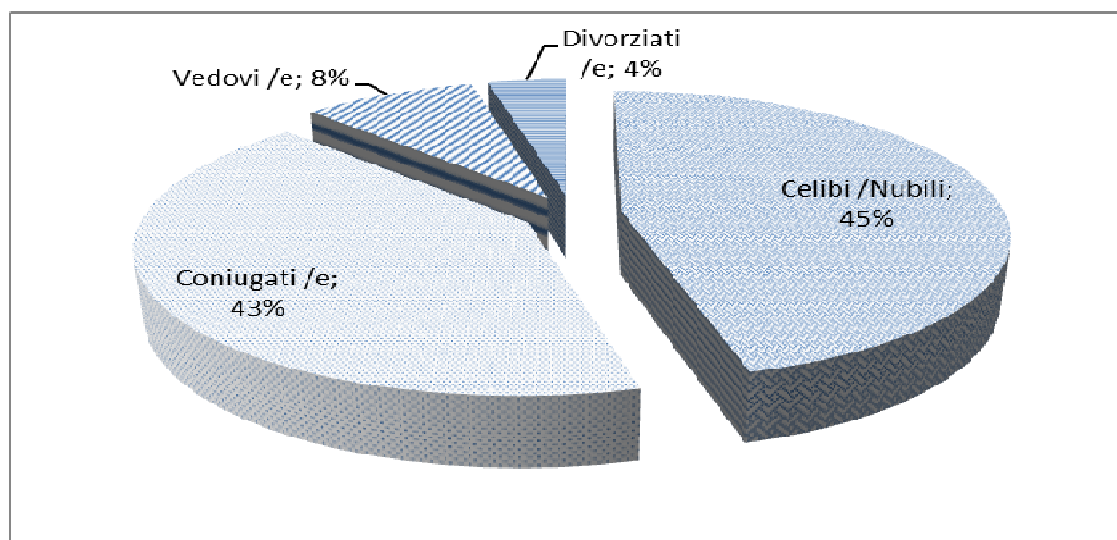 Divorziati
/e; 4%
Vedovi /e; 8%
Celibi /Nubili;
45%
Coniugati /e;
43%